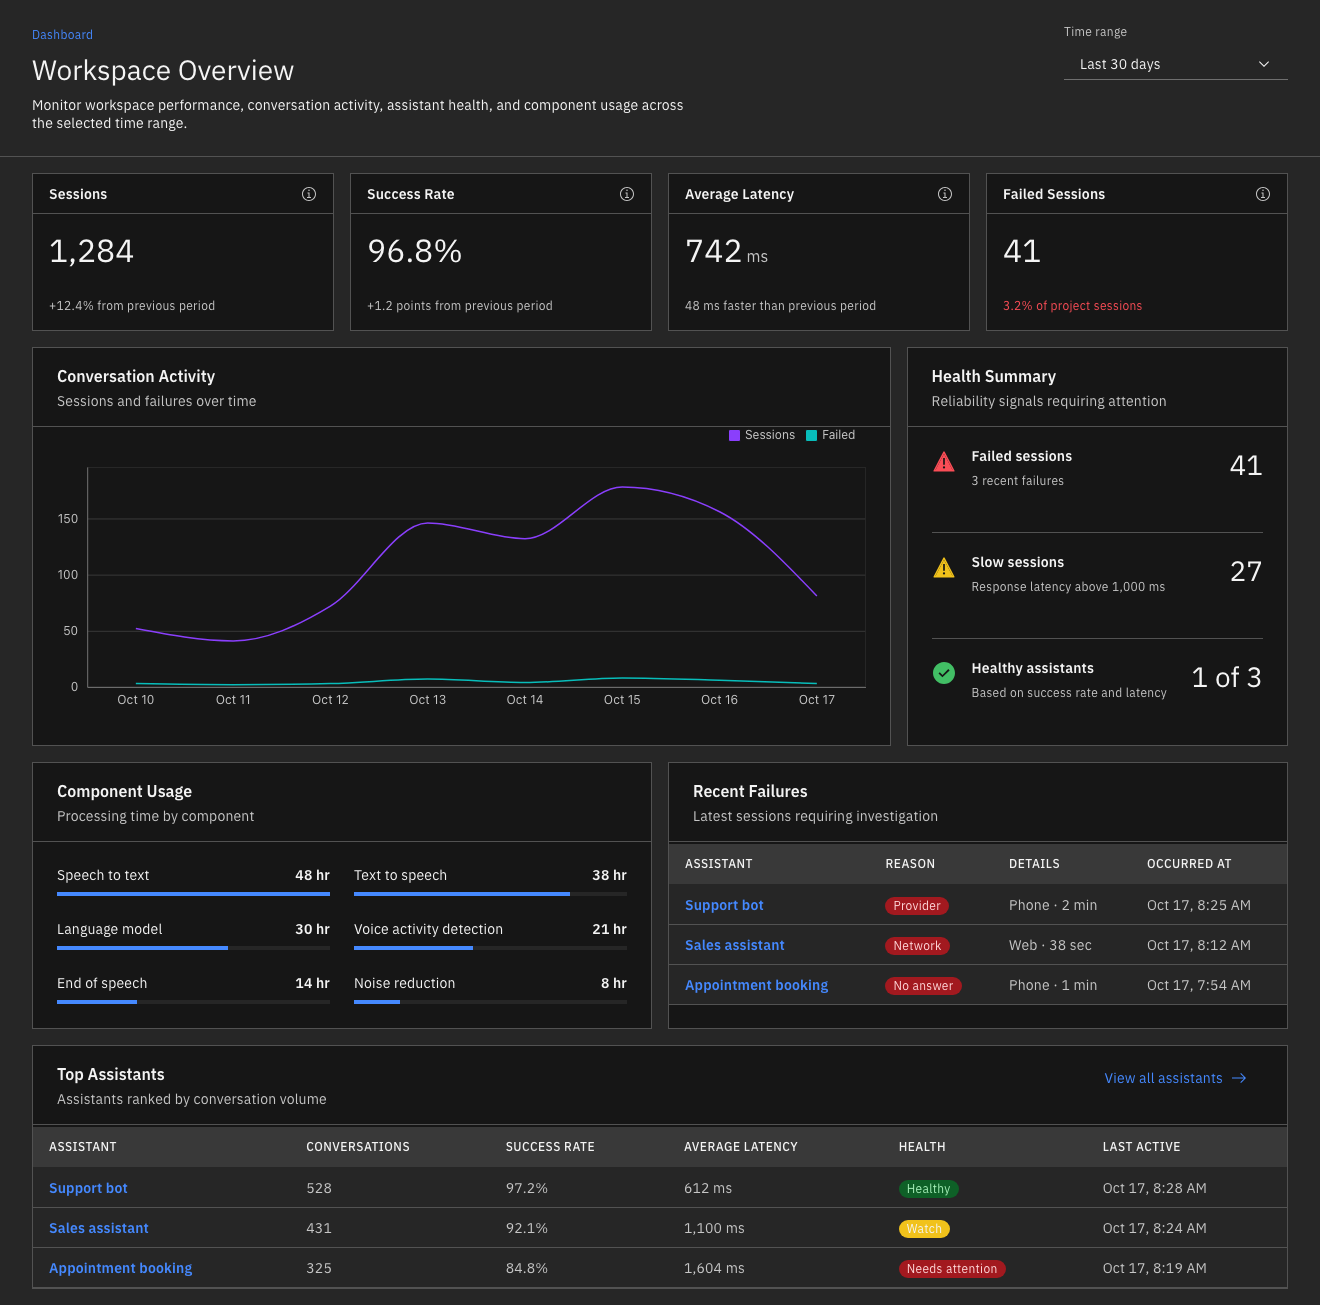 Dashboard
Time range
Workspace Overview
Last 30 days
Monitor workspace performance, conversation activity, assistant health, and component usage across
the selected time range.
Sessions
1,284
+12.4% from previous period
Success Rate
96.8%
+1.2 points from previous period
Average Latency
742 ms
48 ms faster than previous period
Failed Sessions
41
3.2% of project sessions
Conversation Activity
Sessions and failures over time
Sessions Failed
150
100
50
0
Oct 10 Oct 11 Oct 12 Oct 13 Oct 14 Oct 15 Oct 16 Oct 17
Health Summary
Reliability signals requiring attention
Failed sessions 41
3 recent failures
Slow sessions 27
Response latency above 1,000 ms
Healthy assistants 1 of 3
Based on success rate and latency
Component Usage
Processing time by component
Speech to text 48 hr Text to speech 38 hr
Language model 30 hr Voice activity detection 21 hr
End of speech 14 hr Noise reduction 8 hr
Recent Failures
Latest sessions requiring investigation
ASSISTANT REASON DETAILS OCCURRED AT
Support bot Provider Phone · 2 min Oct 17, 8:25 AM
Sales assistant Network Web · 38 sec Oct 17, 8:12 AM
Appointment booking No answer Phone · 1 min Oct 17, 7:54 AM
Top Assistants
Assistants ranked by conversation volume
View all assistants
ASSISTANT CONVERSATIONS SUCCESS RATE AVERAGE LATENCY HEALTH LAST ACTIVE
Support bot 528 97.2% 612 ms Healthy Oct 17, 8:28 AM
Sales assistant 431 92.1% 1,100 ms Watch Oct 17, 8:24 AM
Appointment booking 325 84.8% 1,604 ms Needs attention Oct 17, 8:19 AM